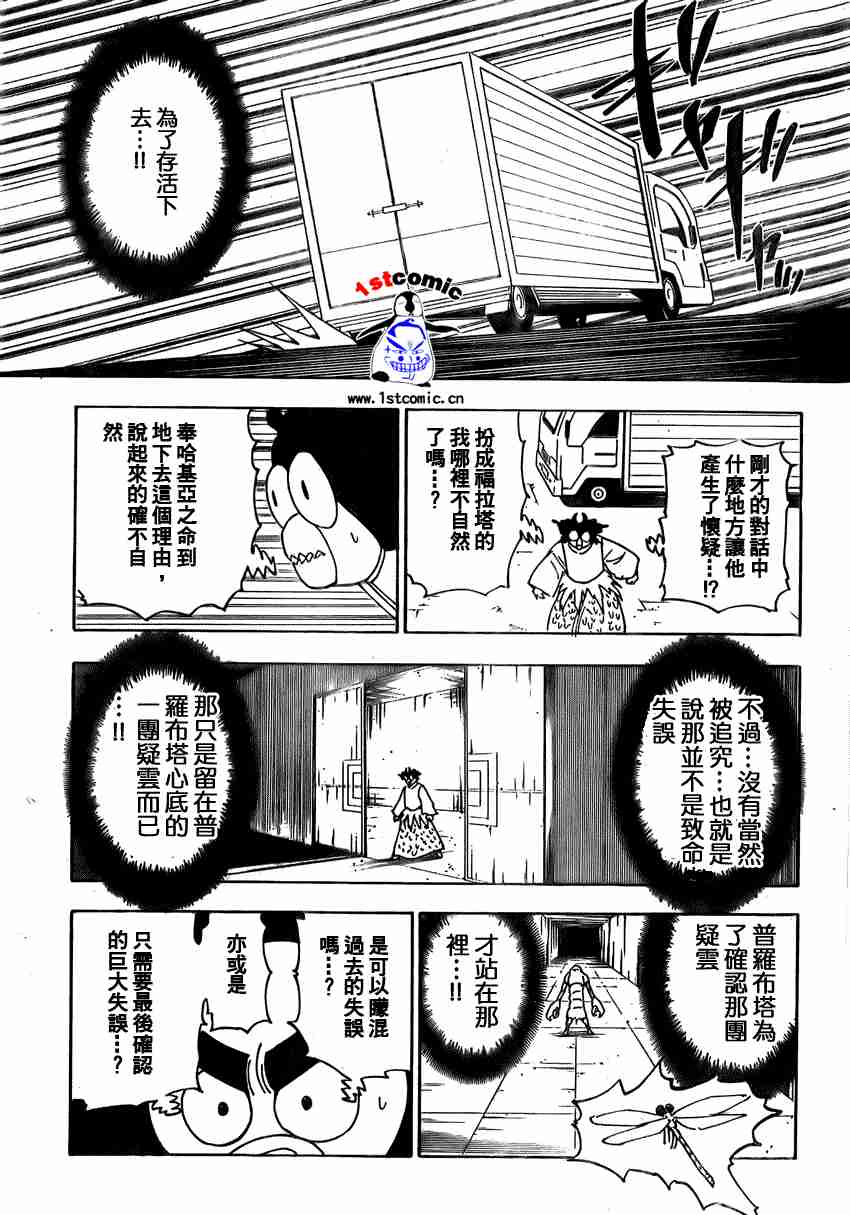 為了存活下
去…!!
ドドドド
1stcomic
www.1stcomic.cn
剛才的對話中
什麼地方讓他
產生了懷疑…!?
扮成福拉塔的
我哪裡不自然
了嗎…?
奉哈基亞之命到
地下去這個理由，
說起來的確不自
然
不過…沒有當然
被追究…也就是
說那並不是致命
失誤
那只是留在普
羅布塔心底的
一團疑雲而已
…!!
普羅布塔為
了確認那團
疑雲
才站在那
裡…!!
是可以矇混
過去的失誤
嗎…?
亦或是
只需要最後確認
的巨大失誤…?